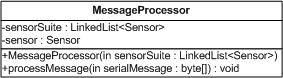 MessageProcessor
-sensorSuite : LinkedList<Sensor>
-sensor : Sensor
+MessageProcessor(in sensorSuite : LinkedList<Sensor>)
+processMessage(in serialMessage : byte[]) : void